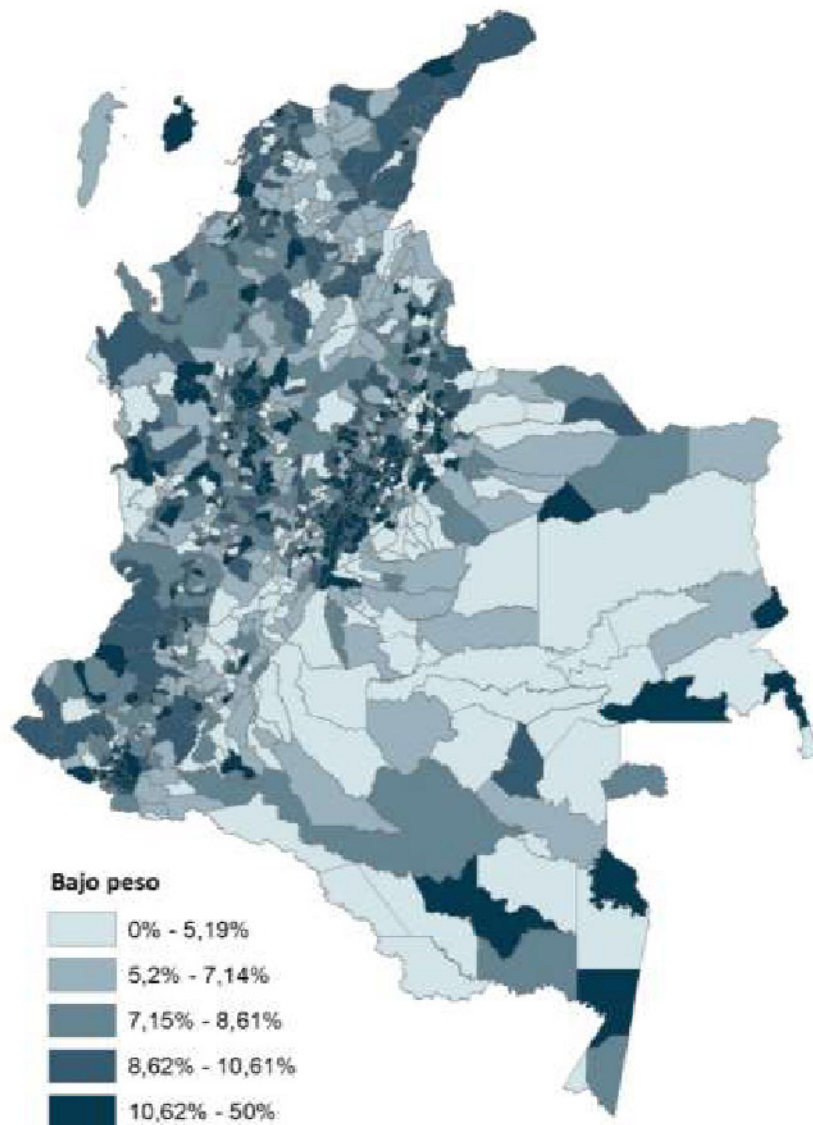 Bajo peso
0% - 5,19%
5,2% - 7,14%
7,15% - 8,61%
8,62% - 10,61%
10,62% - 50%